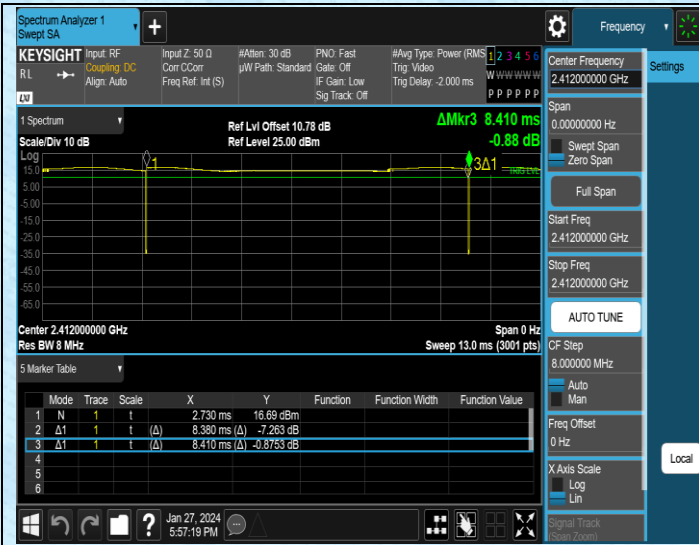 Spectrum Analyzer 1
Swept SA
+
Frequency
KEYSIGHT Input: RF
RL
Coupling: DC
Align: Auto
LXI
Input Z: 50 Ω
Corr CCorr
Freq Ref: Int (S)
#Atten: 30 dB
µW Path: Standard
PNO: Fast
Gate: Off
IF Gain: Low
Sig Track: Off
#Avg Type: Power (RMS
Trig: Video
Trig Delay: -2.000 ms
1 2 3 4 5 6
W W W W W W
P P P P P P
1 Spectrum
Scale/Div 10 dB
Ref Lvl Offset 10.78 dB
Ref Level 25.00 dBm
ΔMkr3 8.410 ms
-0.88 dB
Log
15.0
5.00
-5.00
-15.0
-25.0
-35.0
-45.0
-55.0
-65.0
1
3Δ1
TRIG LVL
Center 2.412000000 GHz
Res BW 8 MHz
Span 0 Hz
Sweep 13.0 ms (3001 pts)
5 Marker Table
Mode Trace Scale X Y Function Function Width Function Value
1 N 1 t 2.730 ms 16.69 dBm
2 Δ1 1 t (Δ) 8.380 ms (Δ) -7.263 dB
3 Δ1 1 t (Δ) 8.410 ms (Δ) -0.8753 dB
4
5
6
Jan 27, 2024
5:57:19 PM
?
Center Frequency
2.412000000 GHz
Span
0.00000000 Hz
Swept Span
Zero Span
Full Span
Start Freq
2.412000000 GHz
Stop Freq
2.412000000 GHz
AUTO TUNE
CF Step
8.000000 MHz
Auto
Man
Freq Offset
0 Hz
X Axis Scale
Log
Lin
Signal Track
(Span Zoom)
Settings
Local